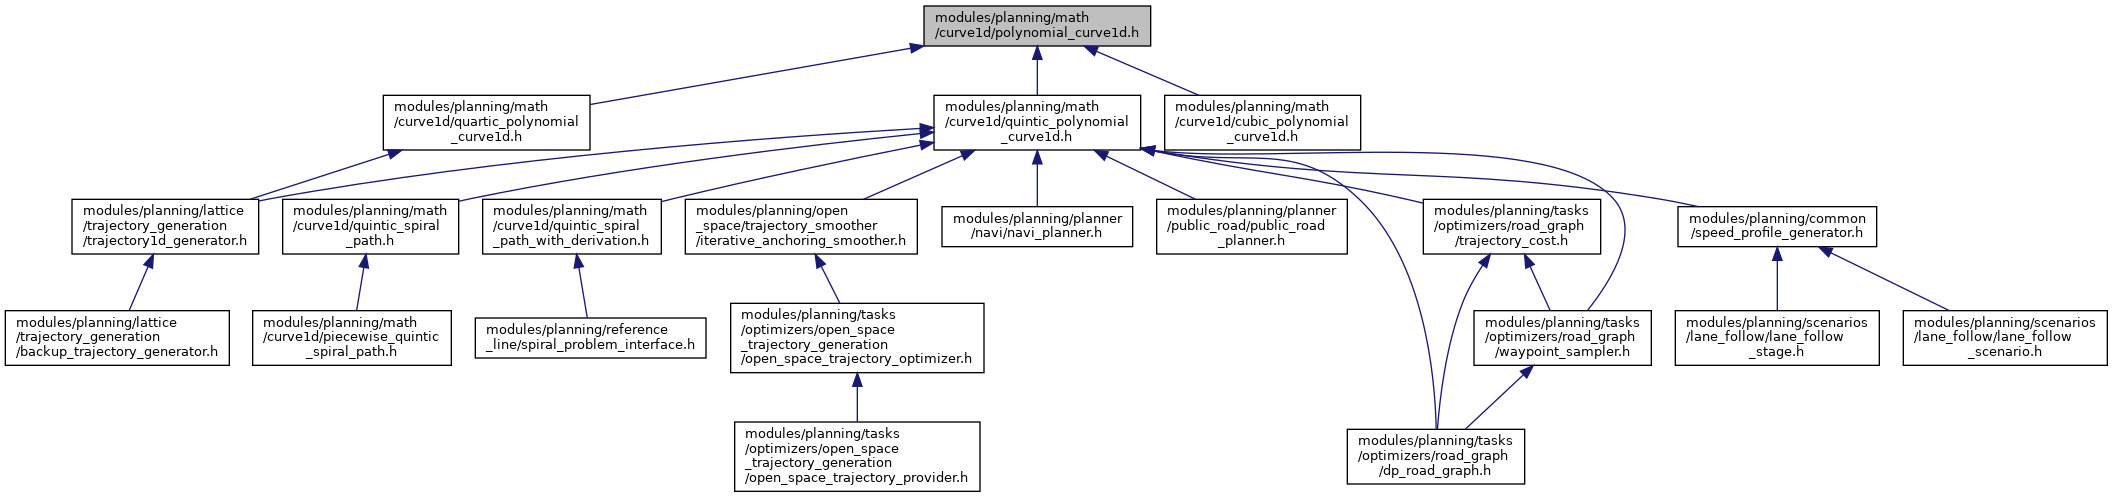 modules/planning/math
/curve1d/polynomial_curve1d.h
modules/planning/math
/curve1d/quartic_polynomial
_curve1d.h
modules/planning/math
/curve1d/quintic_polynomial
_curve1d.h
modules/planning/math
/curve1d/cubic_polynomial
_curve1d.h
modules/planning/lattice
/trajectory_generation
/trajectory1d_generator.h
modules/planning/math
/curve1d/quintic_spiral
_path.h
modules/planning/math
/curve1d/quintic_spiral
_path_with_derivation.h
modules/planning/open
_space/trajectory_smoother
/iterative_anchoring_smoother.h
modules/planning/planner
/navi/navi_planner.h
modules/planning/planner
/public_road/public_road
_planner.h
modules/planning/tasks
/optimizers/road_graph
/trajectory_cost.h
modules/planning/common
/speed_profile_generator.h
modules/planning/lattice
/trajectory_generation
/backup_trajectory_generator.h
modules/planning/math
/curve1d/piecewise_quintic
_spiral_path.h
modules/planning/reference
_line/spiral_problem_interface.h
modules/planning/tasks
/optimizers/open_space
_trajectory_generation
/open_space_trajectory_optimizer.h
modules/planning/tasks
/optimizers/road_graph
/waypoint_sampler.h
modules/planning/scenarios
/lane_follow/lane_follow
_stage.h
modules/planning/scenarios
/lane_follow/lane_follow
_scenario.h
modules/planning/tasks
/optimizers/open_space
_trajectory_generation
/open_space_trajectory_provider.h
modules/planning/tasks
/optimizers/road_graph
/dp_road_graph.h